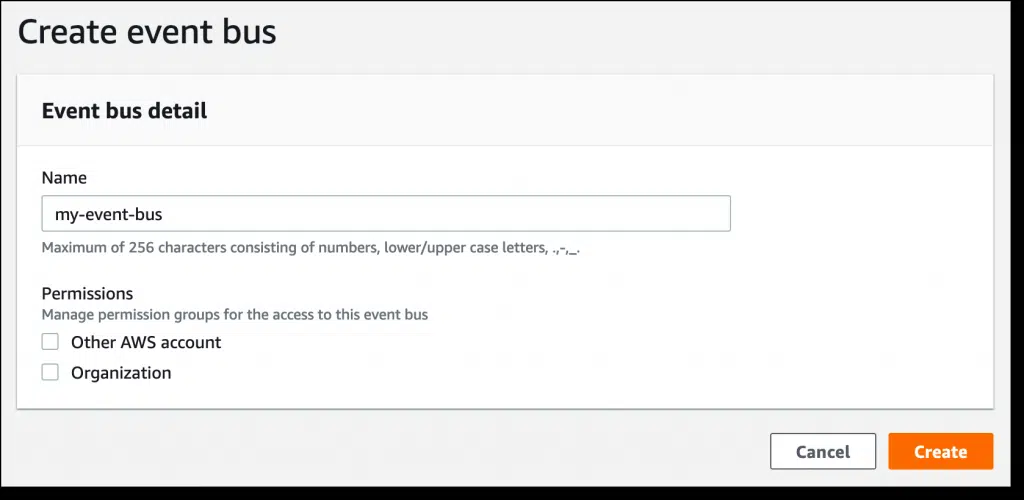 Create event bus
Event bus detail
Name
my-event-bus
Maximum of 256 characters consisting of numbers, lower/upper case letters, .,-,_.
Permissions
Manage permission groups for the access to this event bus
Other AWS account
Organization
Cancel
Create